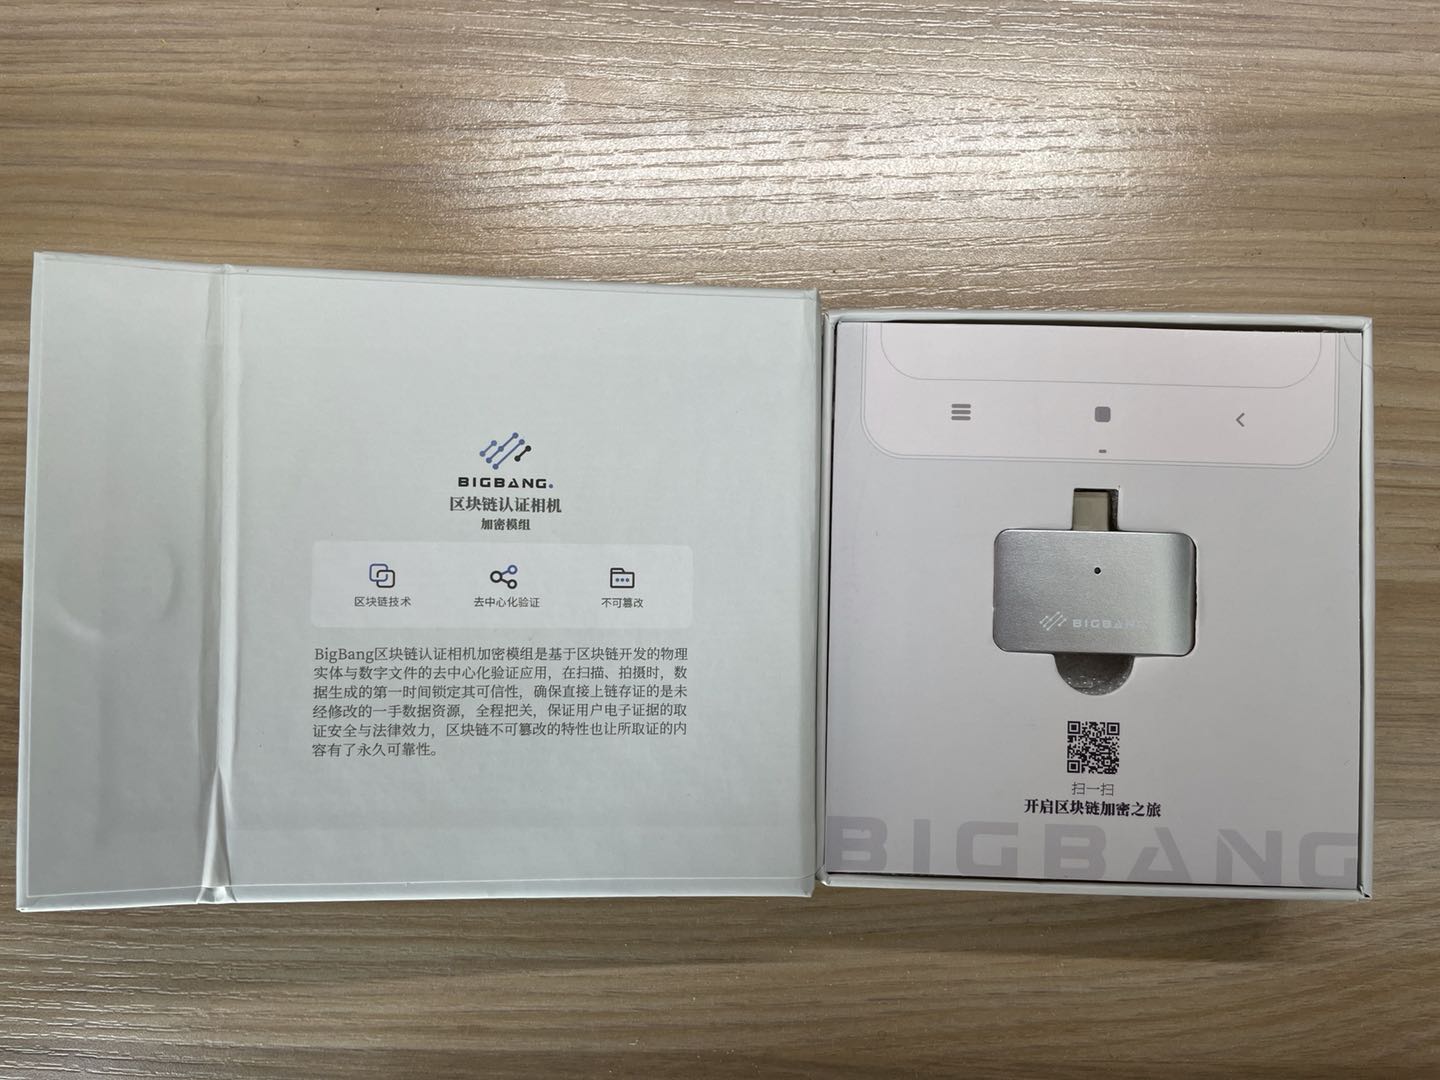 BIGBANG.
区块链认证相机
加密模组
区块链技术
去中心化验证
不可篡改
BigBang区块链认证相机加密模组是基于区块链开发的物理
实体与数字文件的去中心化验证应用，在扫描、拍摄时，数
据生成的第一时间锁定其可信性，确保直接上链存证的是未
经修改的一手数据资源，全程把关，保证用户电子证据的取
证安全与法律效力，区块链不可篡改的特性也让所取证的内
容有了永久可靠性。
BIGBANG
扫一扫
开启区块链加密之旅
BIGBANG